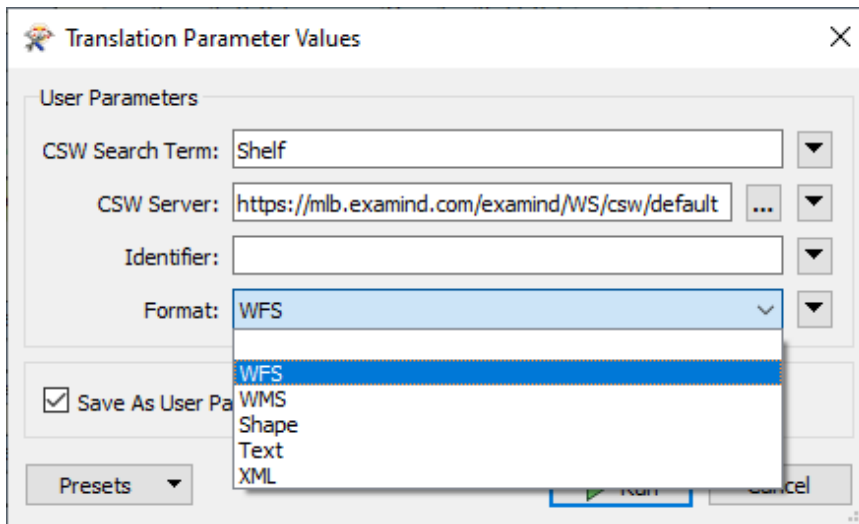 Translation Parameter Values
User Parameters
CSW Search Term: Shelf
CSW Server: https://mlb.examind.com/examind/WS/csw/default ...
Identifier:
Format: WFS
WFS
WMS
Save As User Pa
Shape
Text
XML
Presets